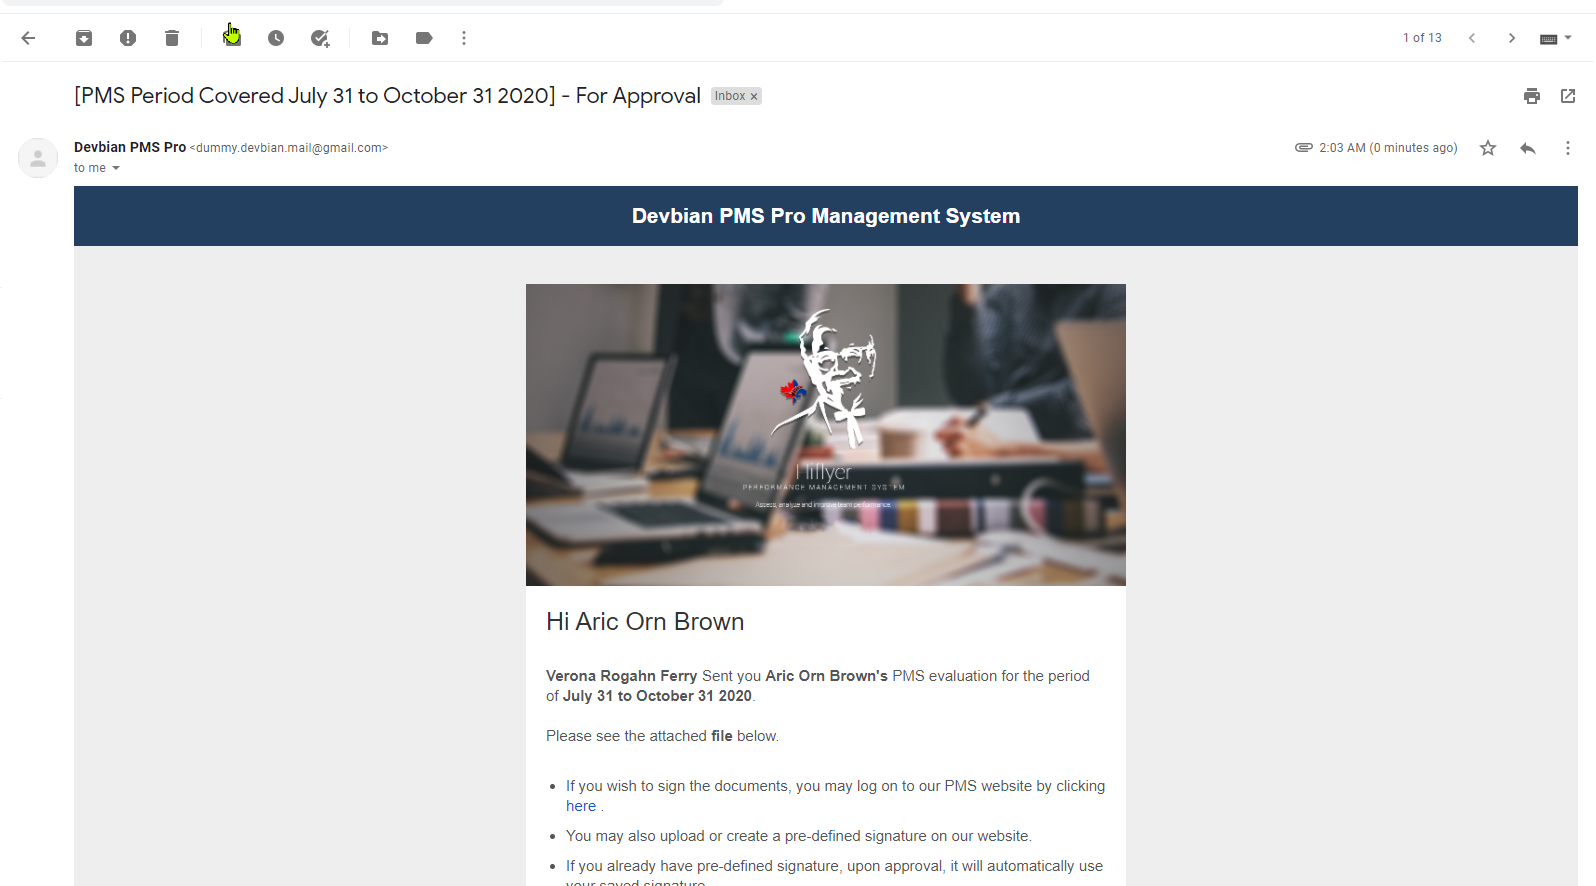 1 of 13
[PMS Period Covered July 31 to October 31 2020] - For Approval Inbox x
Devbian PMS Pro <dummy.devbian.mail@gmail.com> 2:03 AM (0 minutes ago)
to me
Devbian PMS Pro Management System
Hillyer
PERFORMANCE MANAGEMENT SYSTEM
Access, analyze and improve team performance
Hi Aric Orn Brown
Verona Rogahn Ferry Sent you Aric Orn Brown's PMS evaluation for the period
of July 31 to October 31 2020.
Please see the attached file below.
• If you wish to sign the documents, you may log on to our PMS website by clicking
here .
• You may also upload or create a pre-defined signature on our website.
• If you already have pre-defined signature, upon approval, it will automatically use
your saved signature